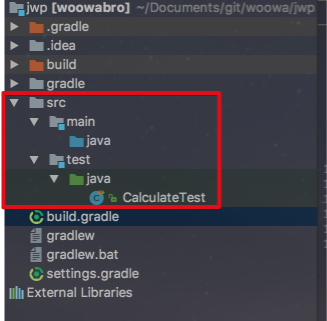 jwp [woowabro] ~/Documents/git/woowa/jwp
.gradle
.idea
build
gradle
src
main
java
test
java
CalculateTest
build.gradle
gradlew
gradlew.bat
settings.gradle
External Libraries